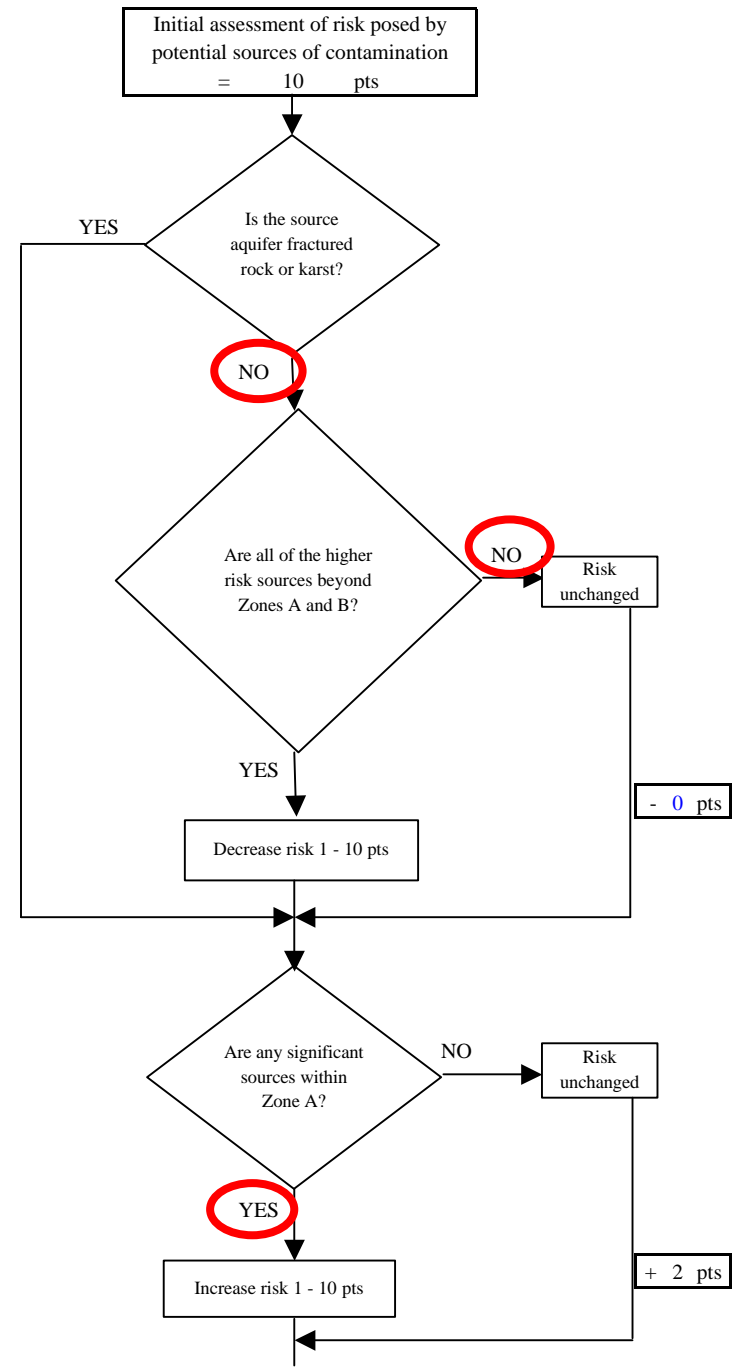 Initial assessment of risk posed by
potential sources of contamination
= 10 pts
YES
Is the source
aquifer fractured
rock or karst?
NO
Are all of the higher
risk sources beyond
Zones A and B?
NO
Risk
unchanged
YES
- 0 pts
Decrease risk 1 - 10 pts
Are any significant
sources within
Zone A?
NO
Risk
unchanged
YES
+ 2 pts
Increase risk 1 - 10 pts